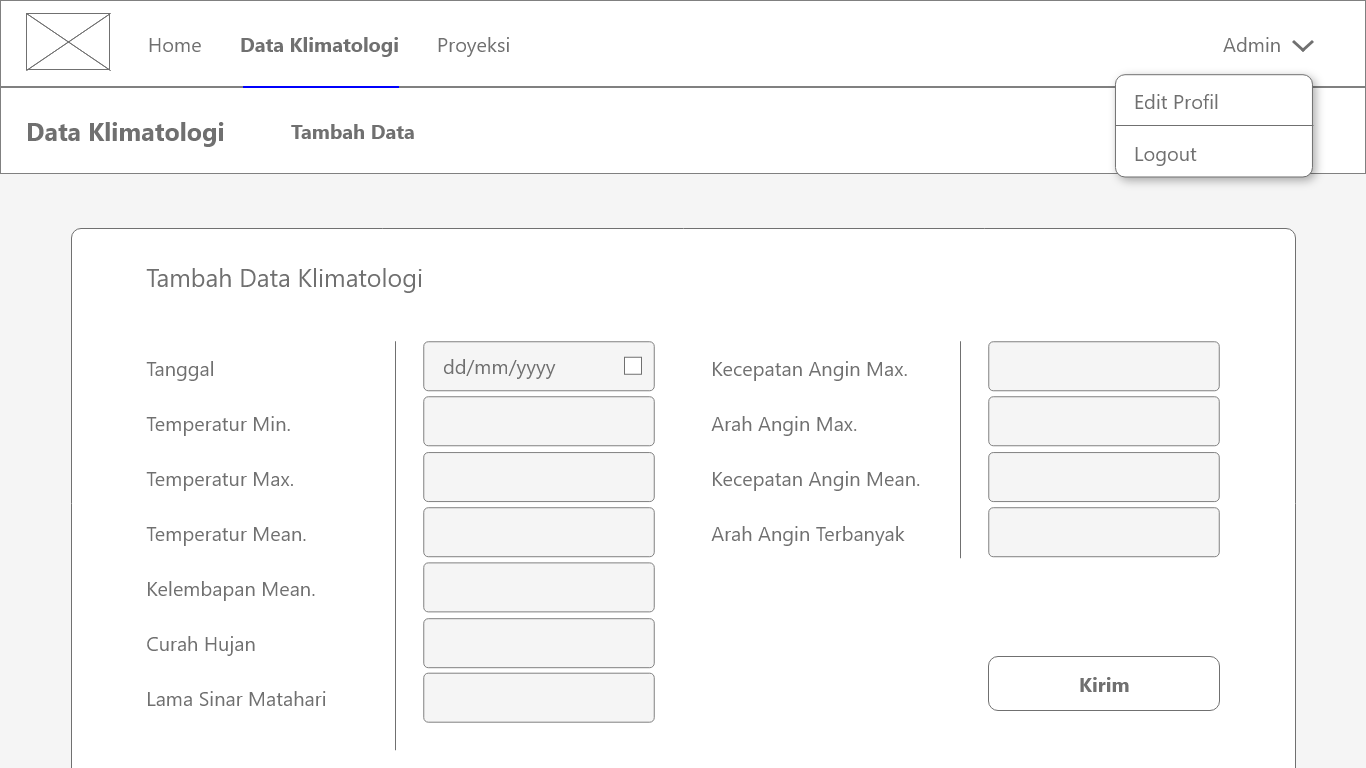 Home
Data Klimatologi
Proyeksi
Admin
Edit Profil
Logout
Data Klimatologi
Tambah Data
Tambah Data Klimatologi
Tanggal
dd/mm/yyyy
Temperatur Min.
Temperatur Max.
Temperatur Mean.
Kelembapan Mean.
Curah Hujan
Lama Sinar Matahari
Kecepatan Angin Max.
Arah Angin Max.
Kecepatan Angin Mean.
Arah Angin Terbanyak
Kirim